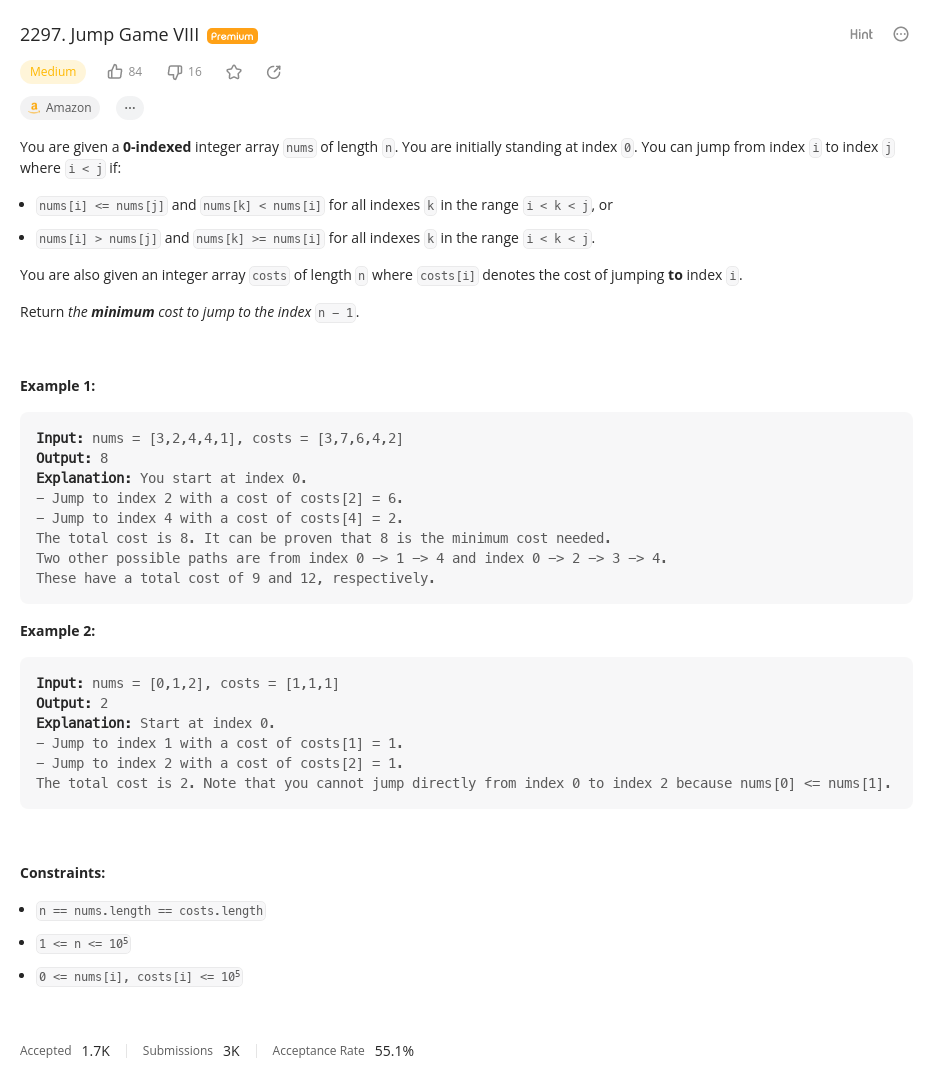 2297. Jump Game VIII Premium Hint
Medium 84 16
a Amazon ...
You are given a 0-indexed integer array nums of length n. You are initially standing at index 0. You can jump from index i to index j
where i < j if:
• nums[i] <= nums[j] and nums[k] < nums[i] for all indexes k in the range i < k < j, or
• nums[i] > nums[j] and nums[k] >= nums[i] for all indexes k in the range i < k < j.
You are also given an integer array costs of length n where costs[i] denotes the cost of jumping to index i.
Return the minimum cost to jump to the index n − 1.
Example 1:
Input: nums = [3,2,4,4,1], costs = [3,7,6,4,2]
Output: 8
Explanation: You start at index 0.
− Jump to index 2 with a cost of costs[2] = 6.
− Jump to index 4 with a cost of costs[4] = 2.
The total cost is 8. It can be proven that 8 is the minimum cost needed.
Two other possible paths are from index 0 −> 1 −> 4 and index 0 −> 2 −> 3 −> 4.
These have a total cost of 9 and 12, respectively.
Example 2:
Input: nums = [0,1,2], costs = [1,1,1]
Output: 2
Explanation: Start at index 0.
− Jump to index 1 with a cost of costs[1] = 1.
− Jump to index 2 with a cost of costs[2] = 1.
The total cost is 2. Note that you cannot jump directly from index 0 to index 2 because nums[0] <= nums[1].
Constraints:
• n == nums.length == costs.length
• 1 <= n <= 10⁵
• 0 <= nums[i], costs[i] <= 10⁵
Accepted 1.7K Submissions 3K Acceptance Rate 55.1%